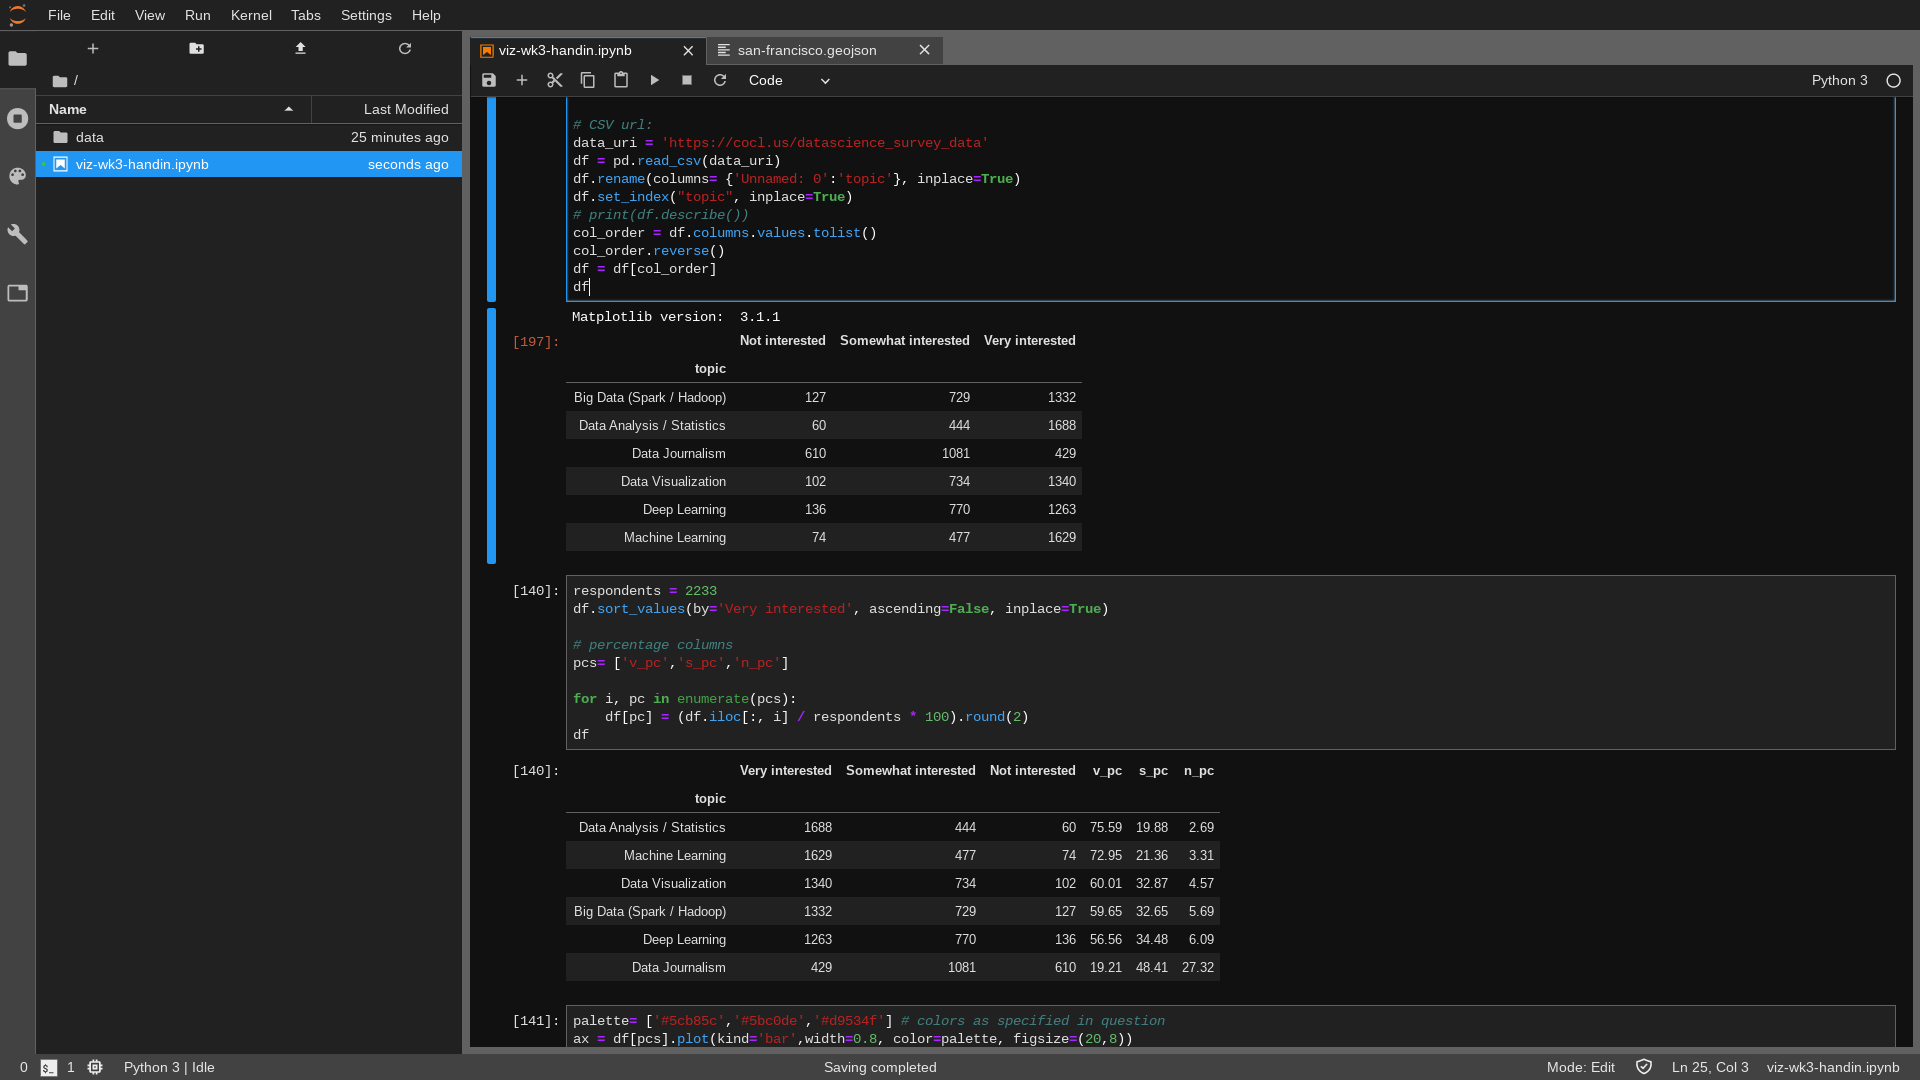 File Edit View Run Kernel Tabs Settings Help
viz-wk3-handin.ipynb san-francisco.geojson
/
Code Python 3
Name Last Modified
data 25 minutes ago
viz-wk3-handin.ipynb seconds ago
# CSV url:
data_uri = 'https://cocl.us/datascience_survey_data'
df = pd.read_csv(data_uri)
df.rename(columns= {'Unnamed: 0':'topic'}, inplace=True)
df.set_index("topic", inplace=True)
# print(df.describe())
col_order = df.columns.values.tolist()
col_order.reverse()
df = df[col_order]
df
Matplotlib version:  3.1.1
[197]: Not interested Somewhat interested Very interested
topic
Big Data (Spark / Hadoop) 127 729 1332
Data Analysis / Statistics 60 444 1688
Data Journalism 610 1081 429
Data Visualization 102 734 1340
Deep Learning 136 770 1263
Machine Learning 74 477 1629
[140]: respondents = 2233
df.sort_values(by='Very interested', ascending=False, inplace=True)
# percentage columns
pcs= ['v_pc','s_pc','n_pc']
for i, pc in enumerate(pcs):
    df[pc] = (df.iloc[:, i] / respondents * 100).round(2)
df
[140]: Very interested Somewhat interested Not interested v_pc s_pc n_pc
topic
Data Analysis / Statistics 1688 444 60 75.59 19.88 2.69
Machine Learning 1629 477 74 72.95 21.36 3.31
Data Visualization 1340 734 102 60.01 32.87 4.57
Big Data (Spark / Hadoop) 1332 729 127 59.65 32.65 5.69
Deep Learning 1263 770 136 56.56 34.48 6.09
Data Journalism 429 1081 610 19.21 48.41 27.32
[141]: palette= ['#5cb85c','#5bc0de','#d9534f'] # colors as specified in question
ax = df[pcs].plot(kind='bar',width=0.8, color=palette, figsize=(20,8))
0 $_ 1 Python 3 | Idle Saving completed Mode: Edit Ln 25, Col 3 viz-wk3-handin.ipynb